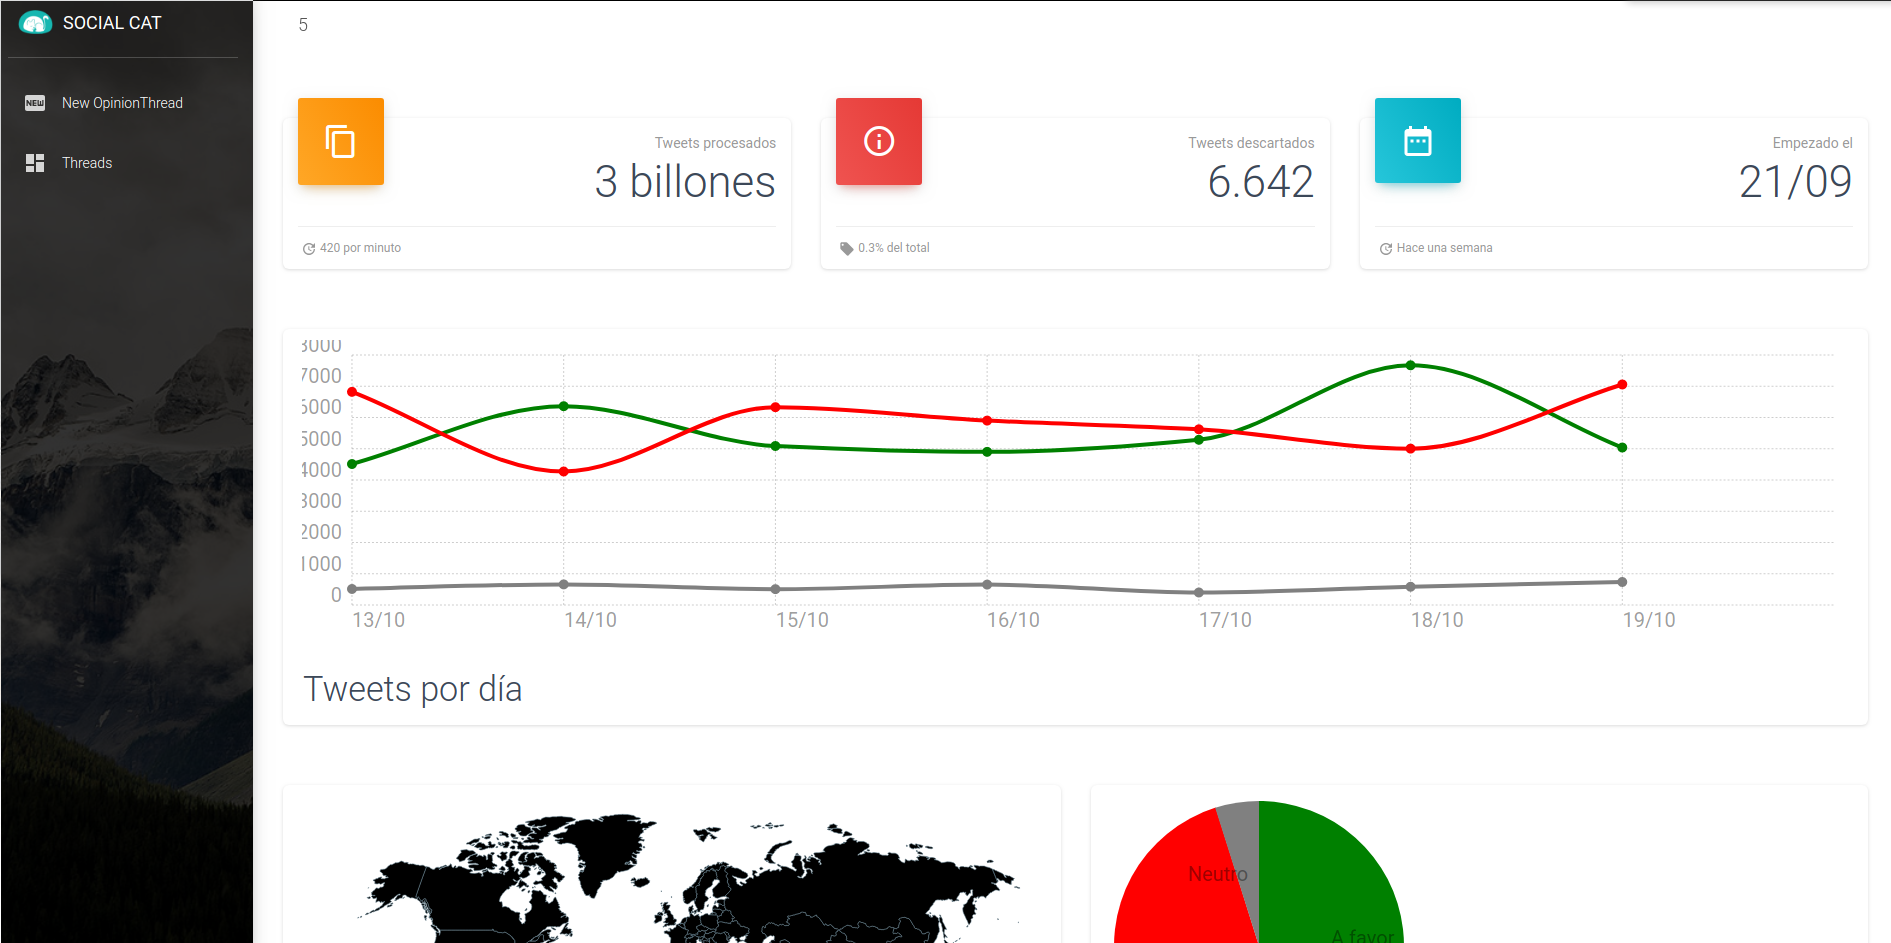 SOCIAL CAT
NEW
New OpinionThread
Threads
5
Tweets procesados
3 billones
420 por minuto
Tweets descartados
6.642
0.3% del total
Empezado el
21/09
Hace una semana
8000
7000
6000
5000
4000
3000
2000
1000
0
13/10 14/10 15/10 16/10 17/10 18/10 19/10
Tweets por día
Neutro
A favor